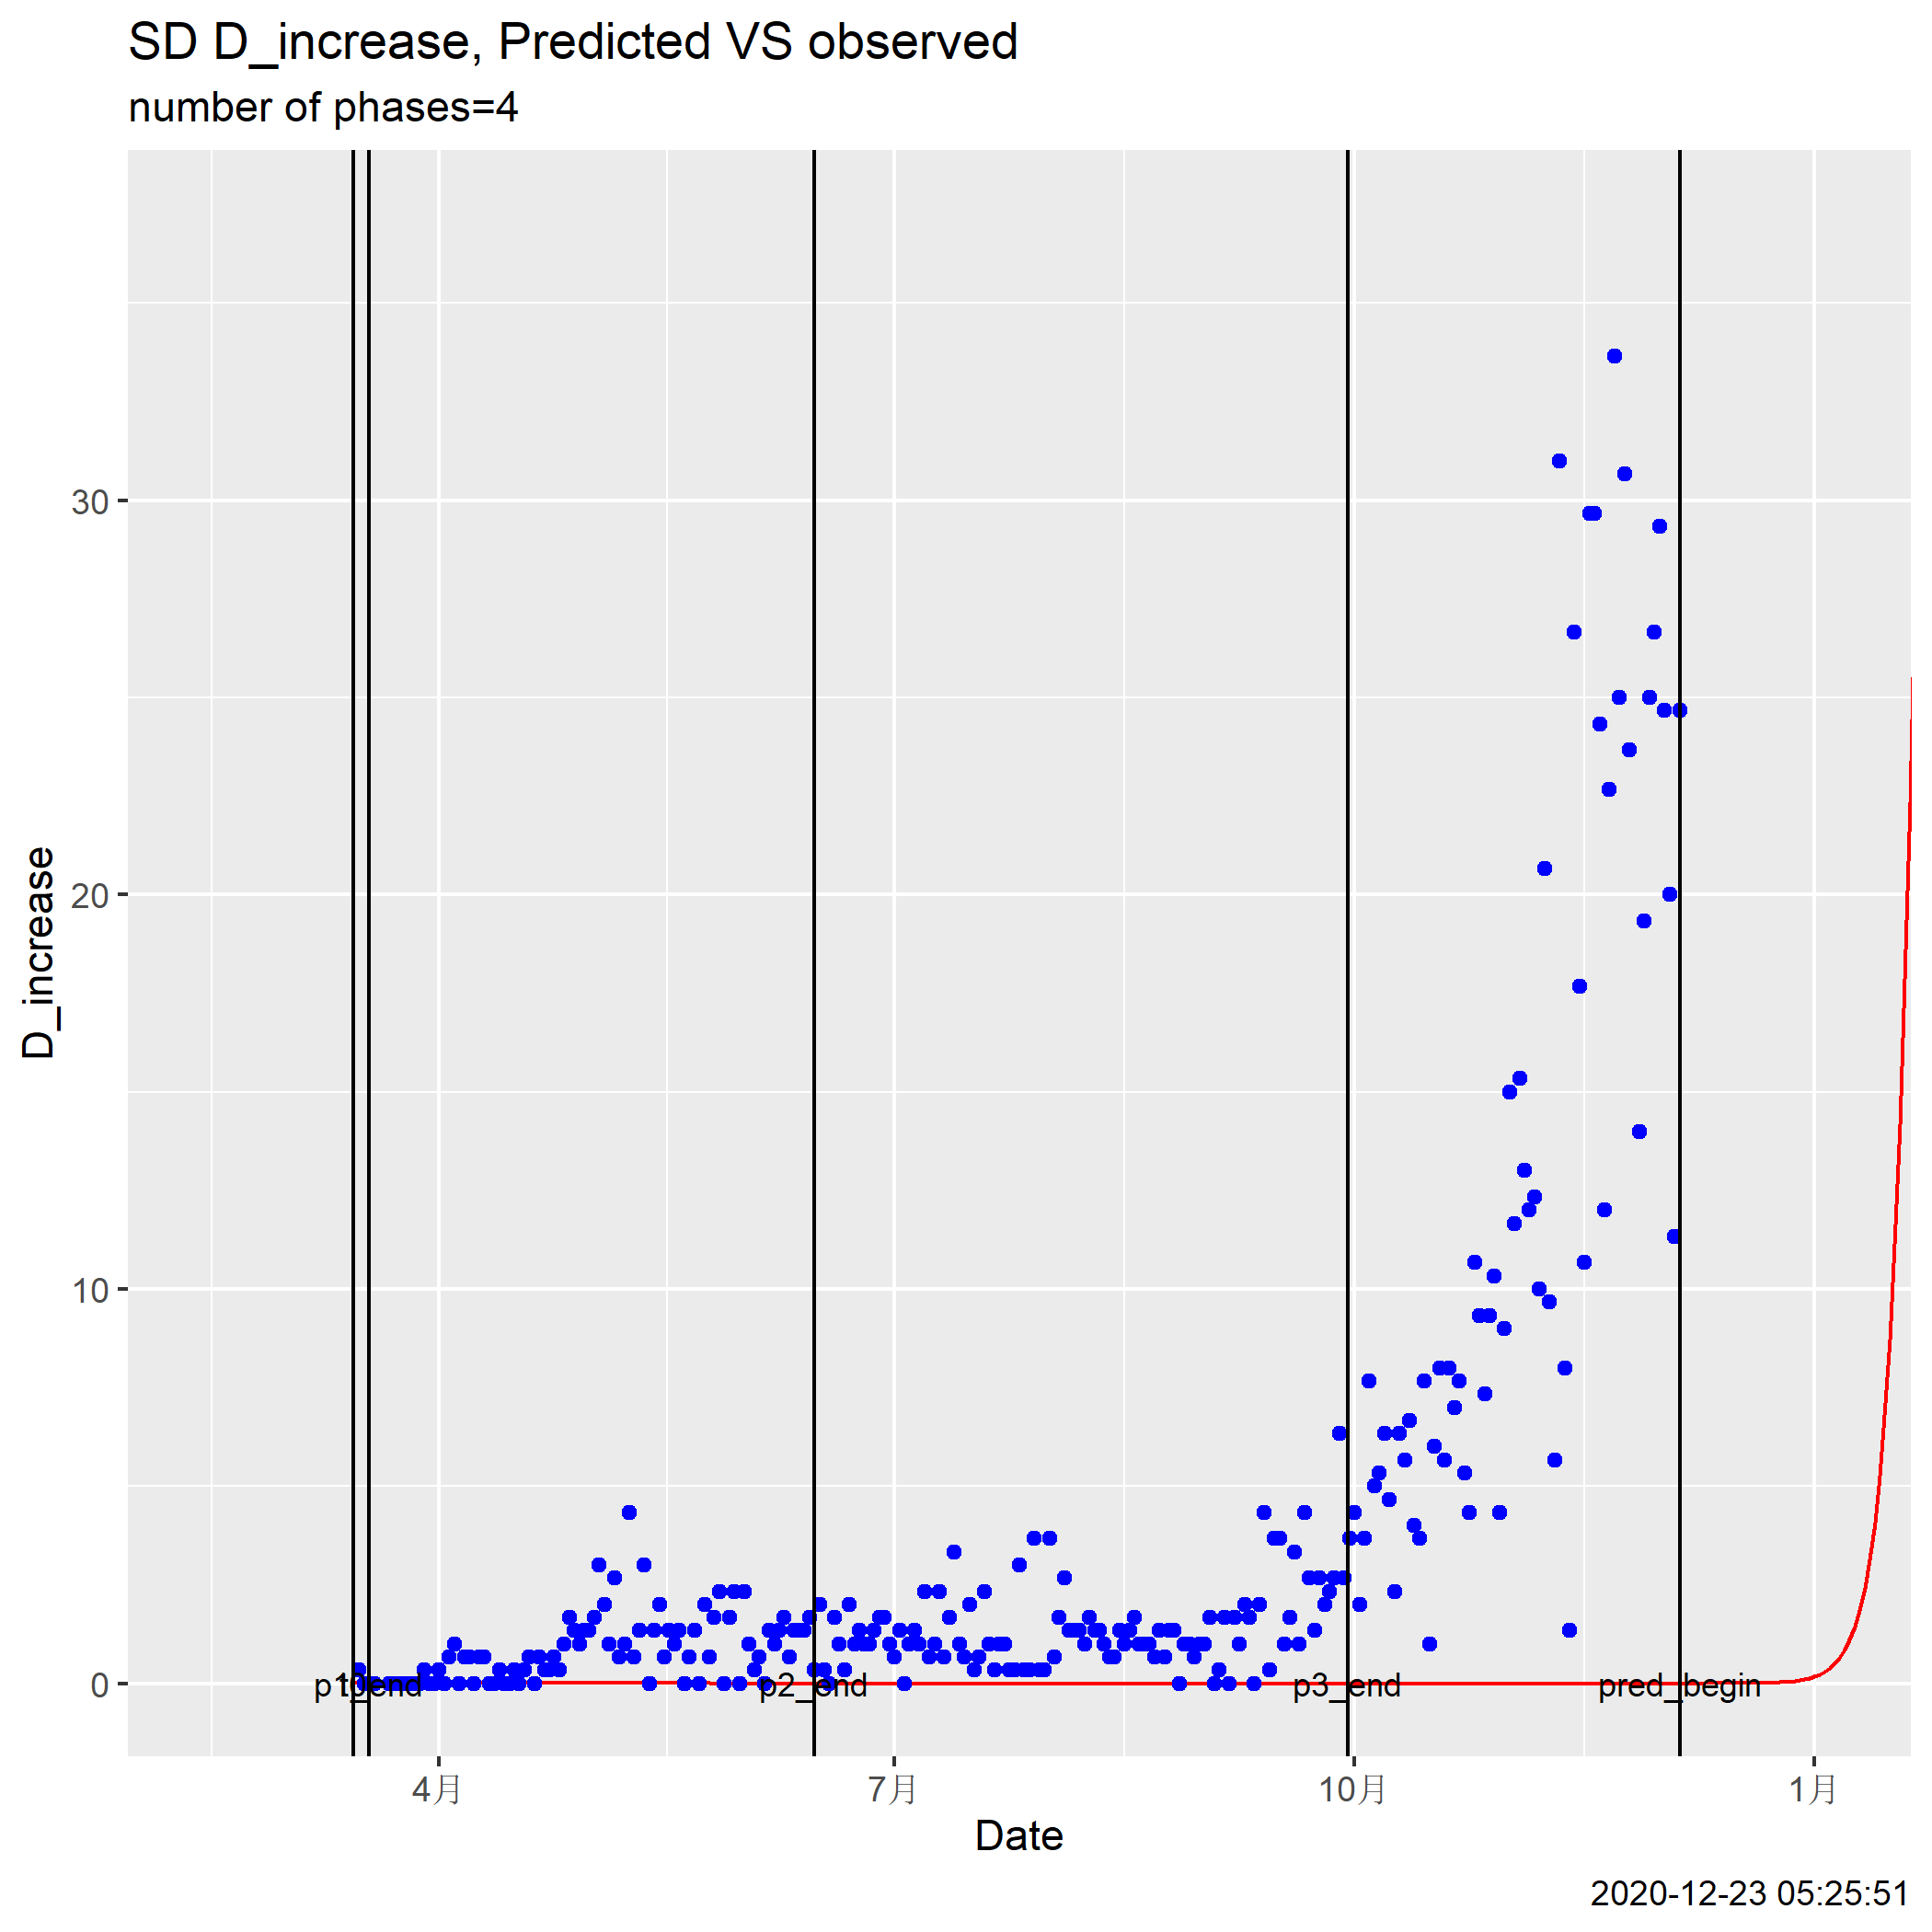 SD D_increase, Predicted VS observed
number of phases=4
D_increase
30
20
10
0
p1_end
p2_end
p3_end
pred_begin
4月
7月
10月
1月
Date
2020-12-23 05:25:51